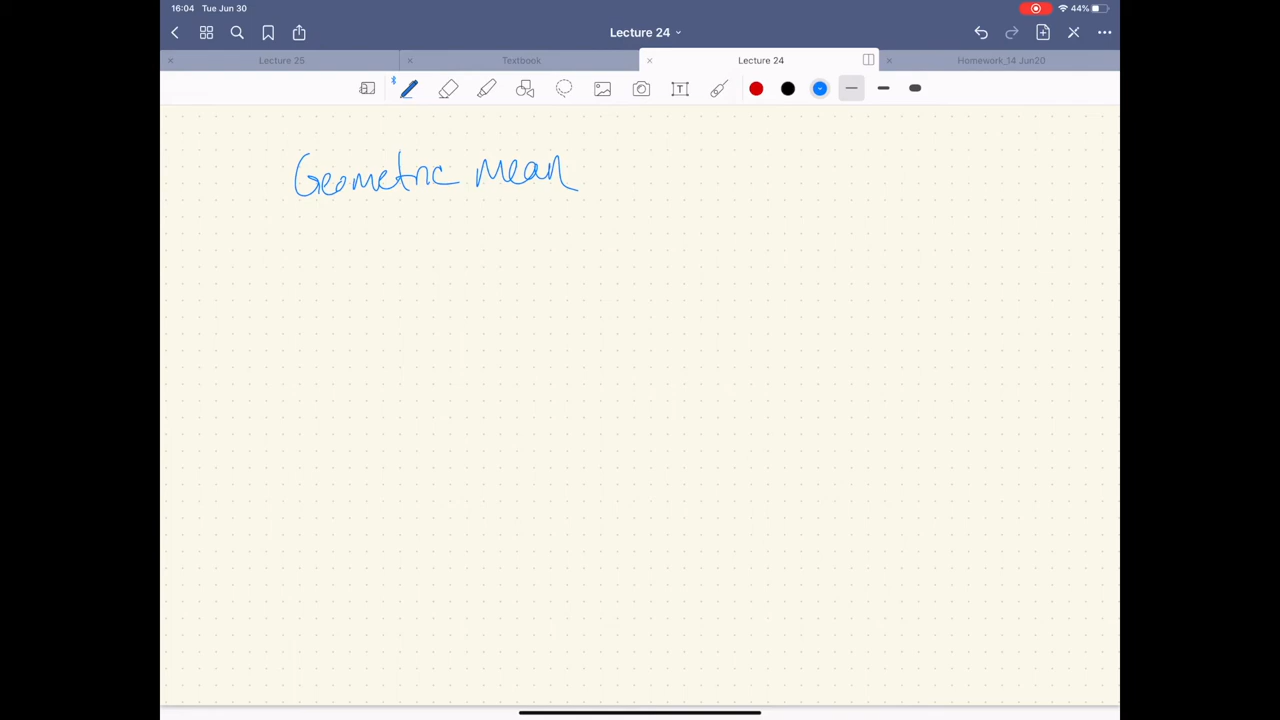 16:04 Tue Jun 30 44%
Lecture 24
Lecture 25 Textbook Lecture 24 Homework_14 Jun20
T
Geometric Mean